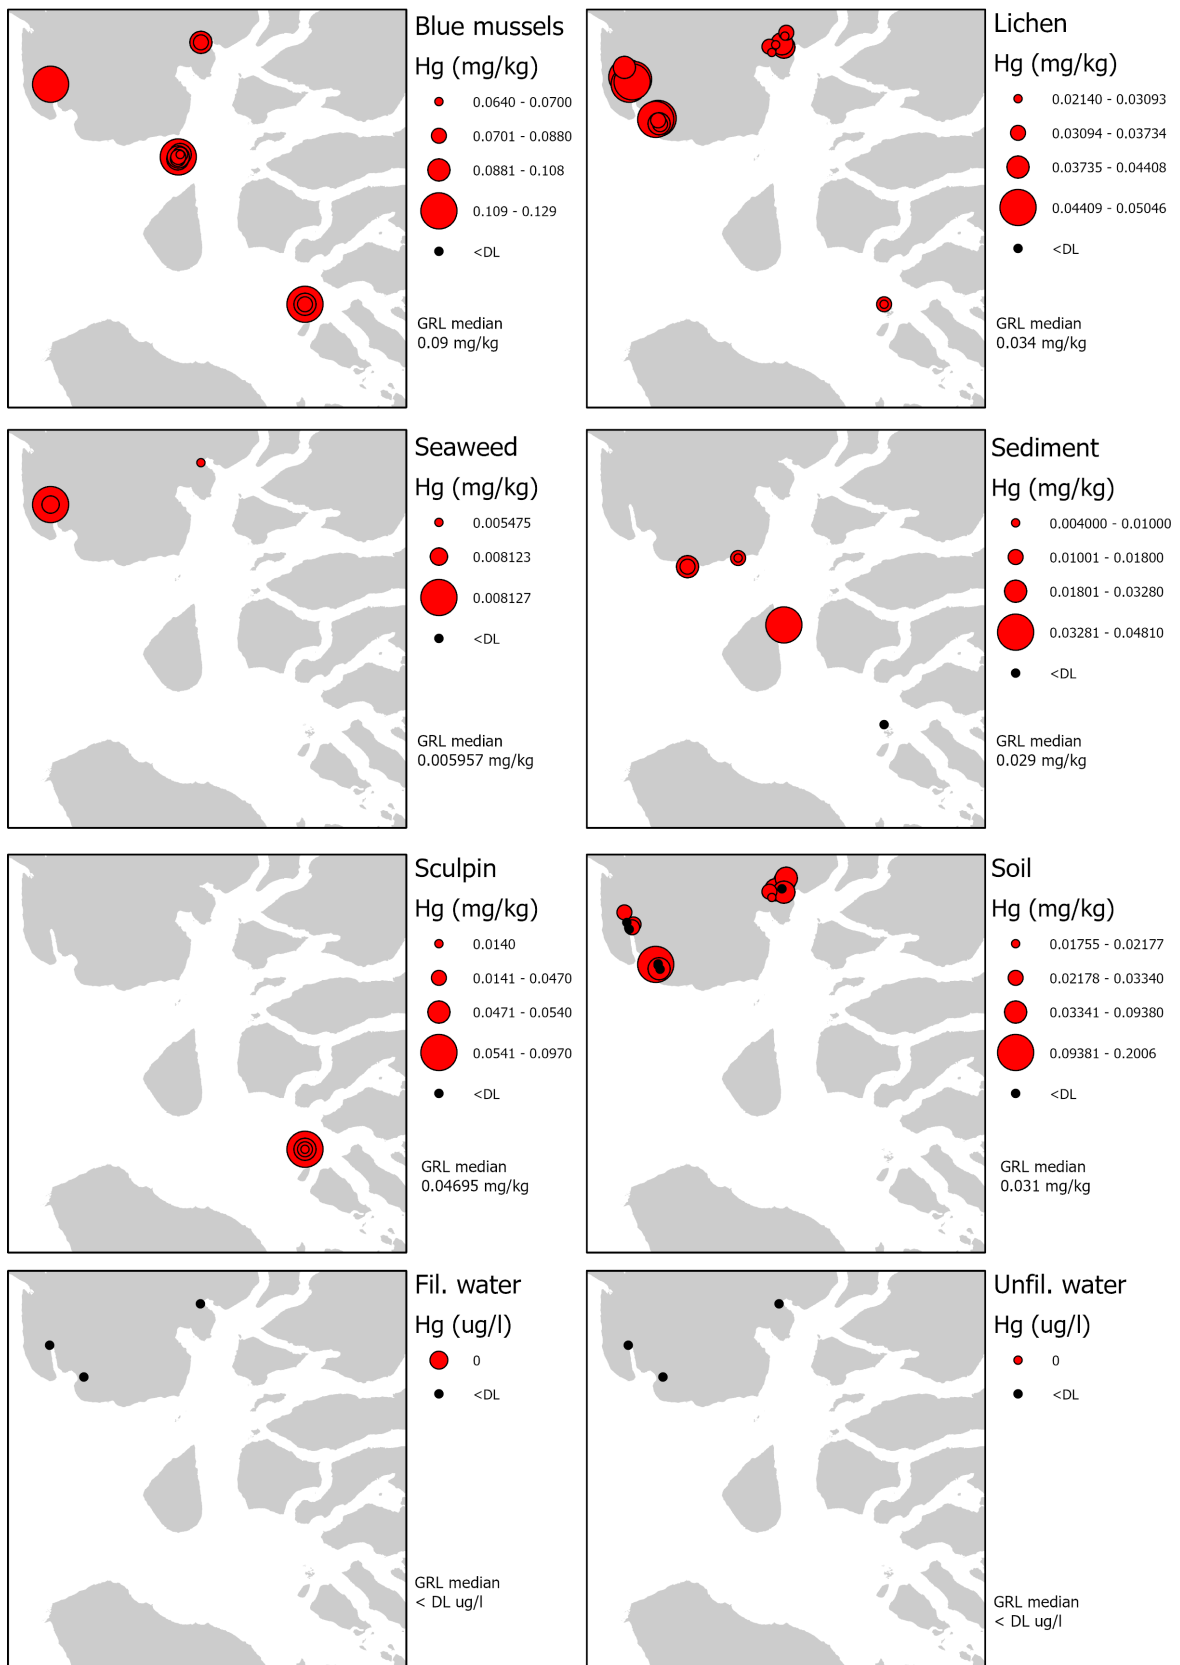 Blue mussels
Hg (mg/kg)
0.0640 - 0.0700
0.0701 - 0.0880
0.0881 - 0.108
0.109 - 0.129
<DL
GRL median
0.09 mg/kg
Lichen
Hg (mg/kg)
0.02140 - 0.03093
0.03094 - 0.03734
0.03735 - 0.04408
0.04409 - 0.05046
<DL
GRL median
0.034 mg/kg
Seaweed
Hg (mg/kg)
0.005475
0.008123
0.008127
<DL
GRL median
0.005957 mg/kg
Sediment
Hg (mg/kg)
0.004000 - 0.01000
0.01001 - 0.01800
0.01801 - 0.03280
0.03281 - 0.04810
<DL
GRL median
0.029 mg/kg
Sculpin
Hg (mg/kg)
0.0140
0.0141 - 0.0470
0.0471 - 0.0540
0.0541 - 0.0970
<DL
GRL median
0.04695 mg/kg
Soil
Hg (mg/kg)
0.01755 - 0.02177
0.02178 - 0.03340
0.03341 - 0.09380
0.09381 - 0.2006
<DL
GRL median
0.031 mg/kg
Fil. water
Hg (ug/l)
0
<DL
GRL median
< DL ug/l
Unfil. water
Hg (ug/l)
0
<DL
GRL median
< DL ug/l